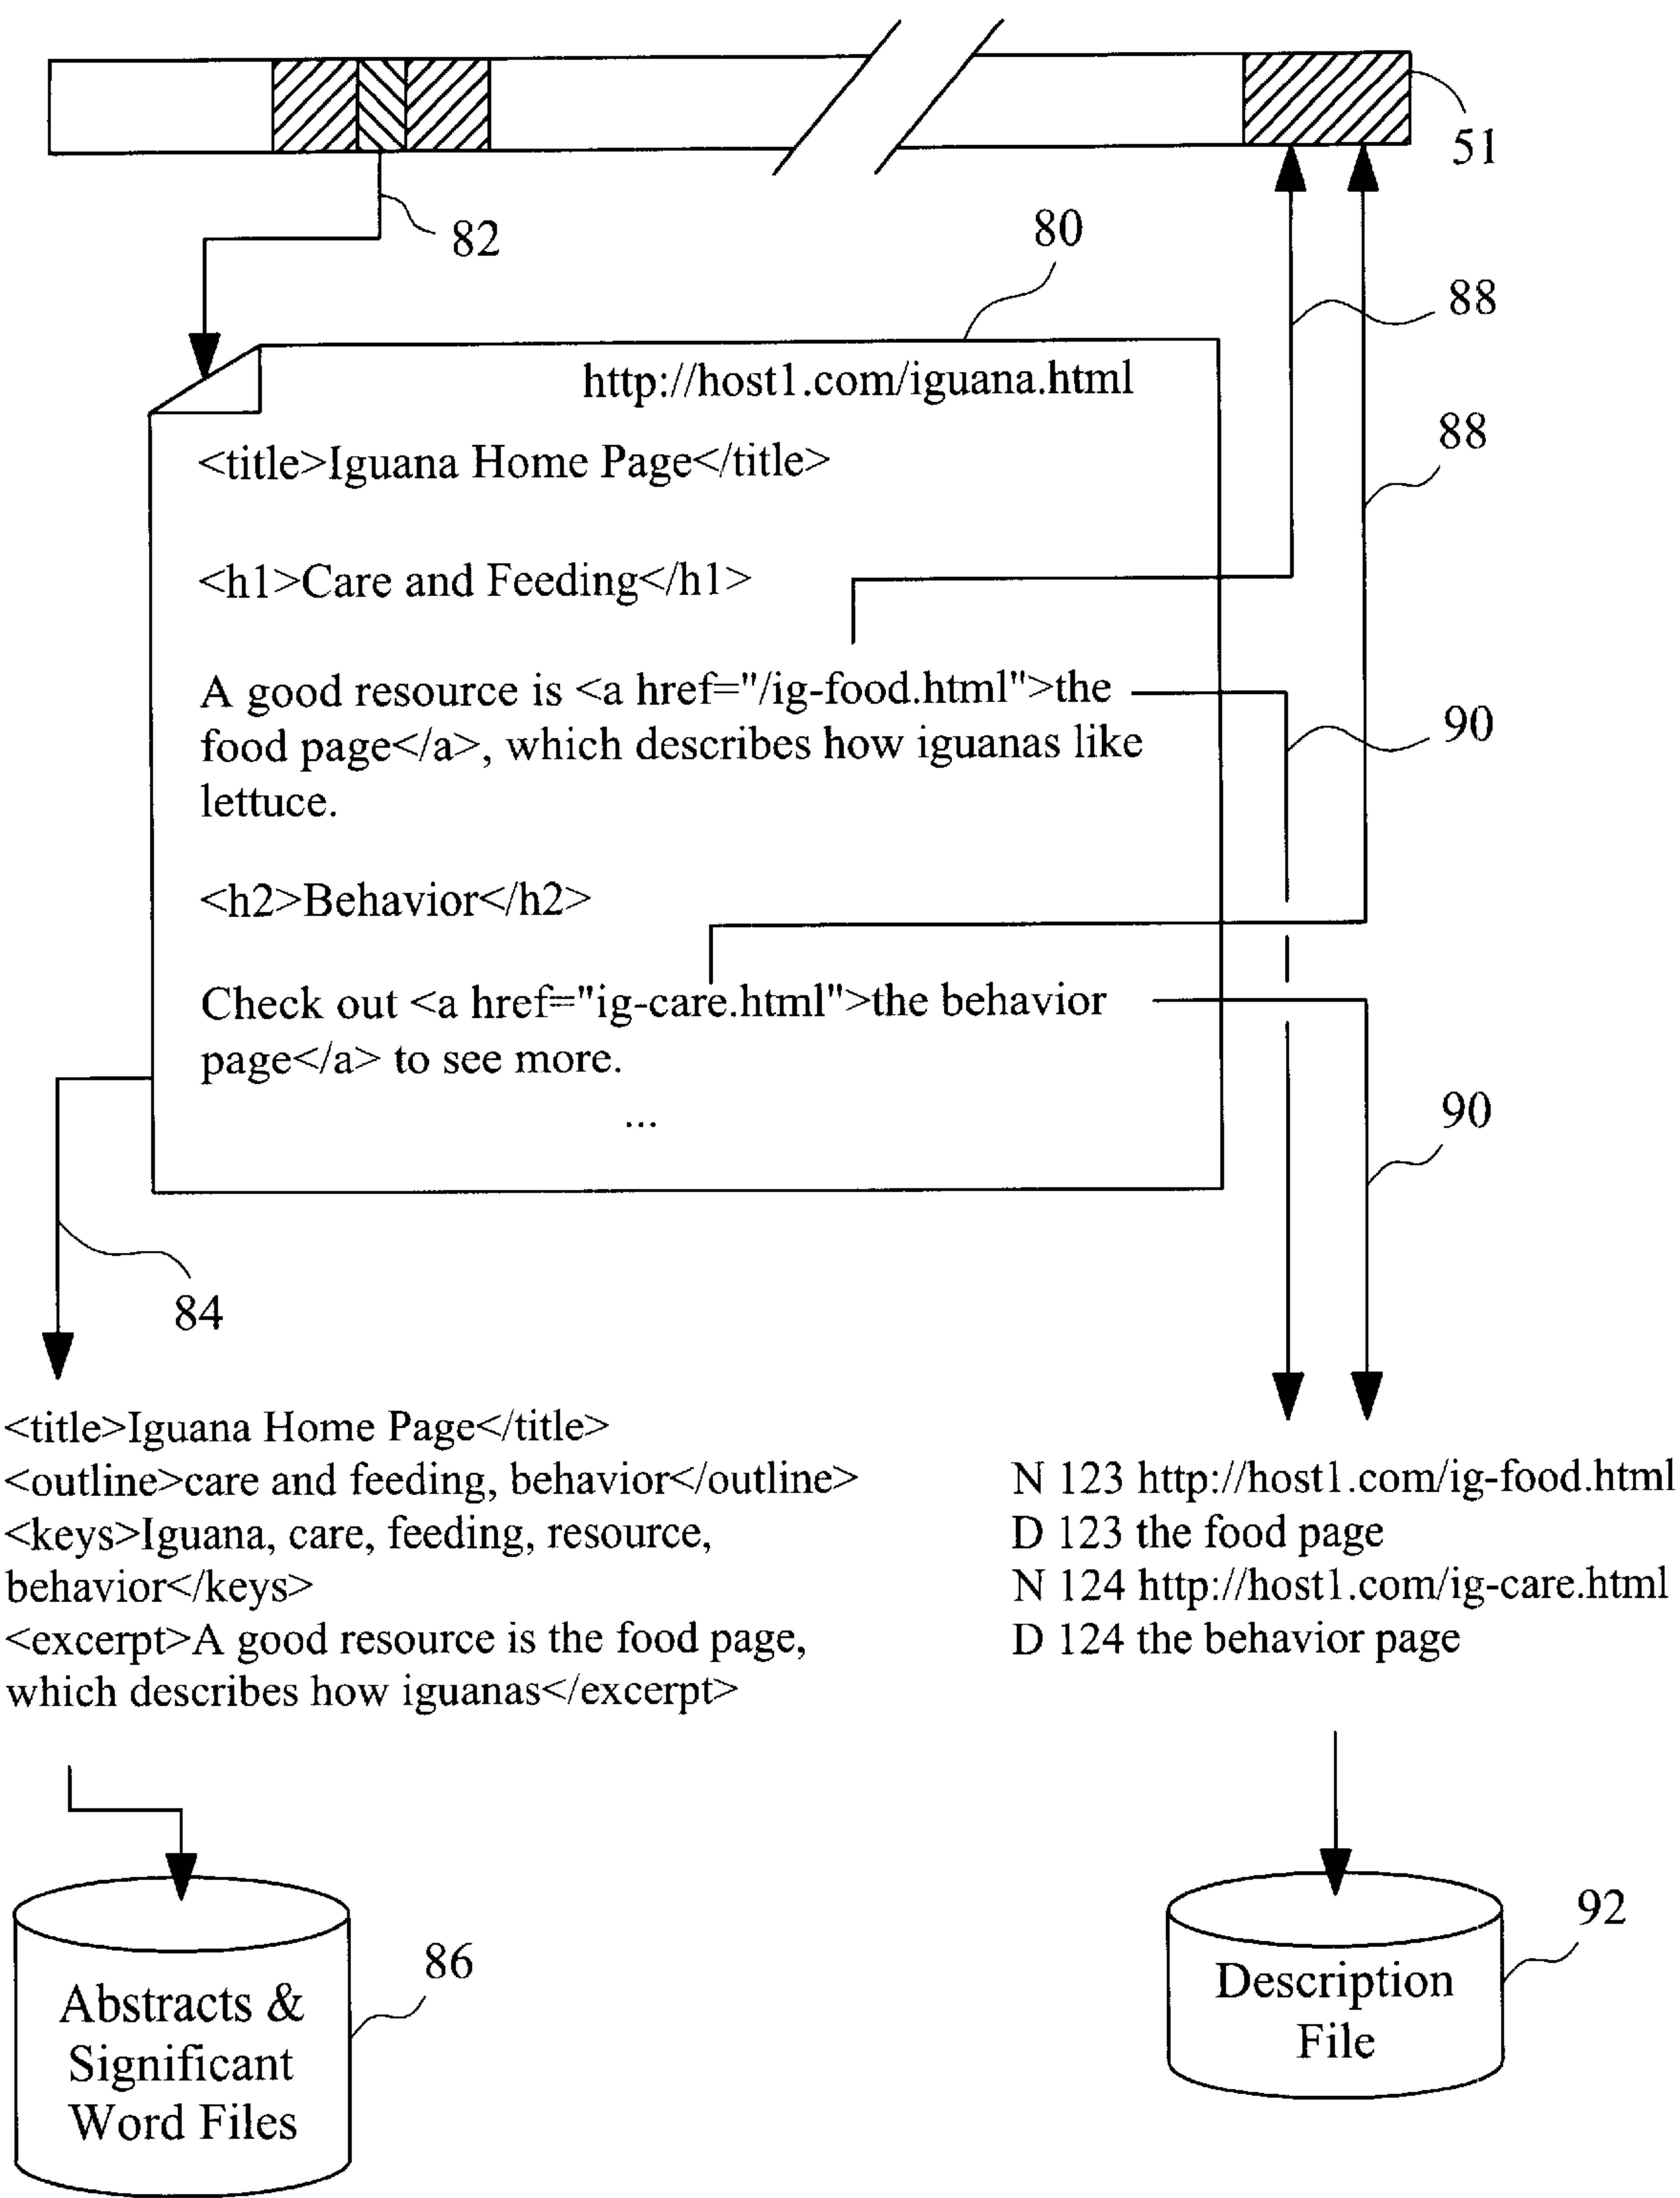 51
82
80
88
http://host1.com/iguana.html
<title>Iguana Home Page</title>
88
<h1>Care and Feeding</h1>
A good resource is <a href="/ig-food.html">the
food page</a>, which describes how iguanas like
lettuce.
90
<h2>Behavior</h2>
Check out <a href="ig-care.html">the behavior
page</a> to see more.
...
90
84
<title>Iguana Home Page</title>
<outline>care and feeding, behavior</outline>
<keys>Iguana, care, feeding, resource,
behavior</keys>
<excerpt>A good resource is the food page,
which describes how iguanas</excerpt>
N 123 http://host1.com/ig-food.html
D 123 the food page
N 124 http://host1.com/ig-care.html
D 124 the behavior page
86
Abstracts &
Significant
Word Files
92
Description
File